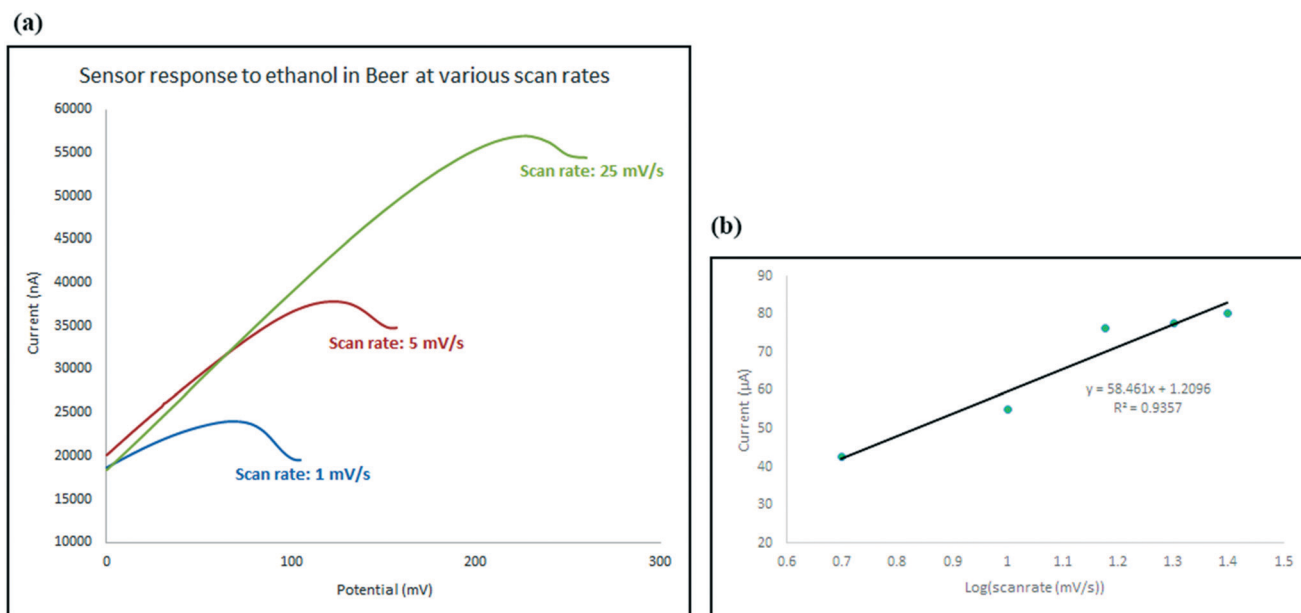 (a)
Sensor response to ethanol in Beer at various scan rates
60000
55000
50000
45000
40000
35000
30000
25000
20000
15000
10000
Current (nA)
Scan rate: 25 mV/s
Scan rate: 5 mV/s
Scan rate: 1 mV/s
0
100
200
300
Potential (mV)
(b)
90
80
70
60
50
40
30
20
Current (μA)
y = 58.461x + 1.2096
R² = 0.9357
0.6
0.7
0.8
0.9
1
1.1
1.2
1.3
1.4
1.5
Log(scanrate (mV/s))